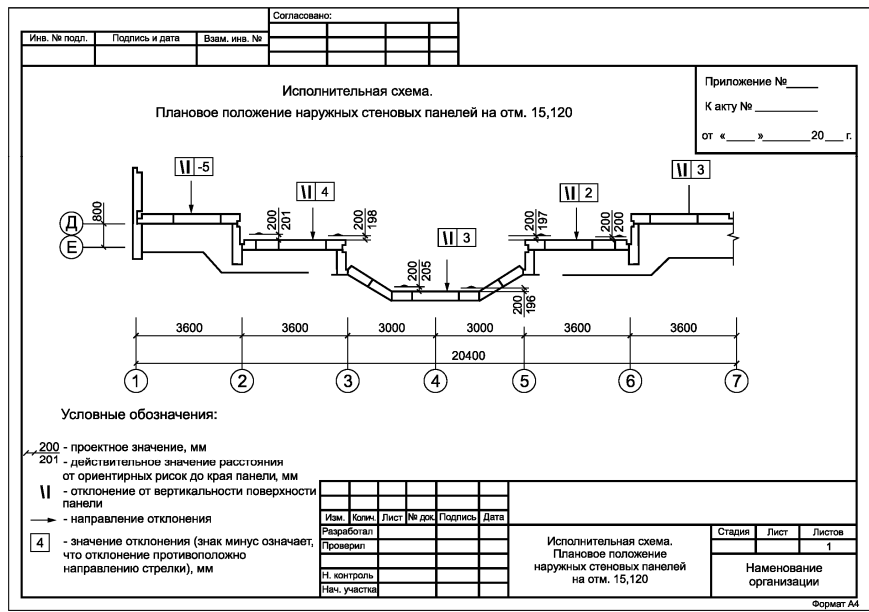 Согласовано:
Инв. № подл. Подпись и дата Взам. инв. №
Исполнительная схема.
Плановое положение наружных стеновых панелей на отм. 15,120
Приложение №_____
К акту № __________
от «_____ »________20___ г.
-5
4
3
2
3
800
Д
Е
200
201
200
198
200
205
200
197
200
200
200
196
3600 3600 3000 3000 3600 3600
20400
1 2 3 4 5 6 7
Условные обозначения:
200 - проектное значение, мм
201 - действительное значение расстояния
от ориентирных рисок до края панели, мм
- отклонение от вертикальности поверхности
панели
- направление отклонения
4 - значение отклонения (знак минус означает,
что отклонение противоположно
направлению стрелки), мм
Изм. Колич. Лист № док. Подпись Дата
Разработал
Проверил
Н. контроль
Нач. участка
Исполнительная схема.
Плановое положение
наружных стеновых панелей
на отм. 15,120
Стадия Лист Листов
1
Наменование
организации
Формат А4